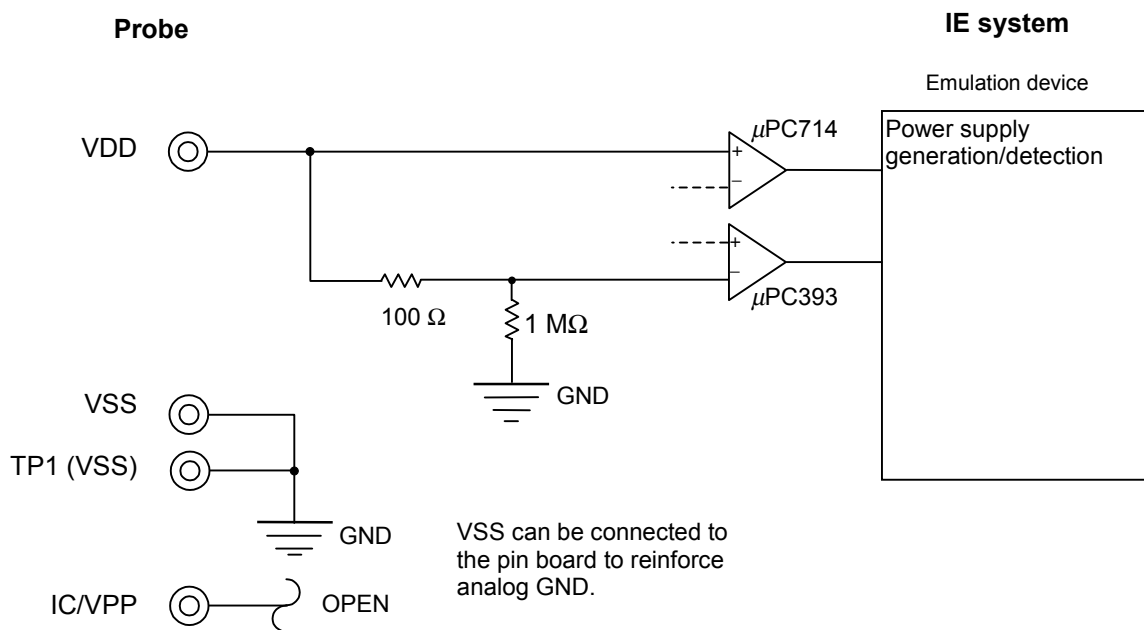 Probe
IE system
Emulation device
VDD
μPC714
Power supply
generation/detection
+
−
+
−
μPC393
100 Ω
1 MΩ
GND
VSS
TP1 (VSS)
GND
VSS can be connected to
the pin board to reinforce
analog GND.
IC/VPP
OPEN